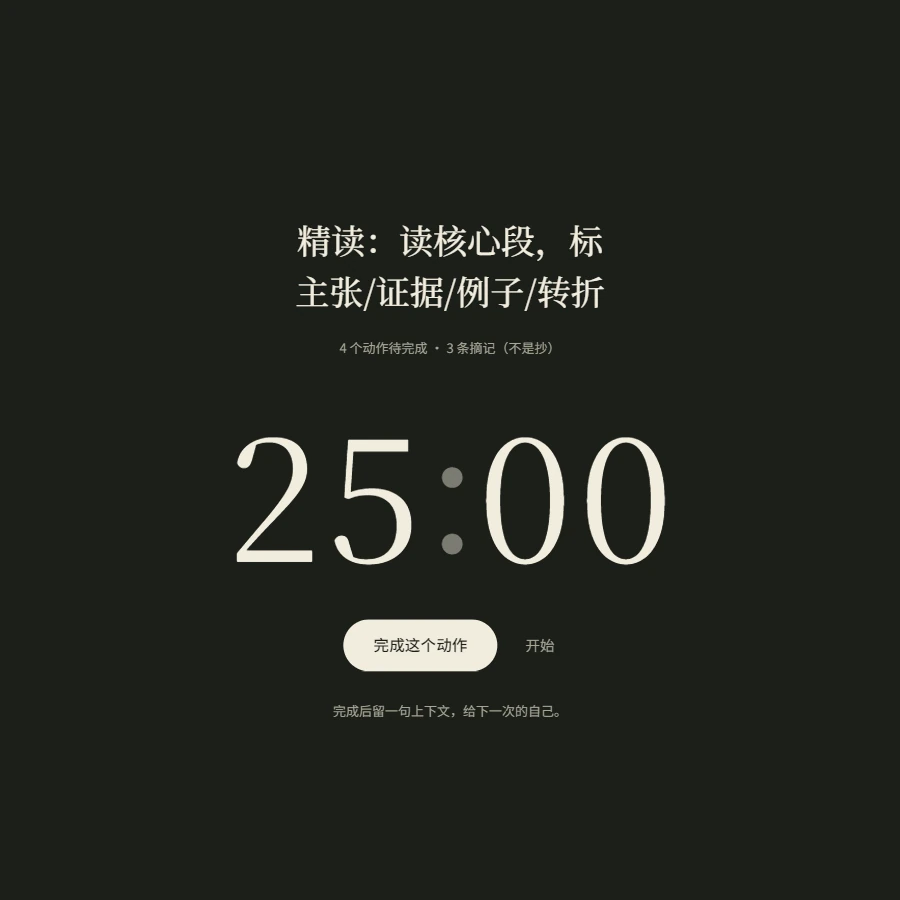 精读：读核心段，标
主张/证据/例子/转折
4 个动作待完成 · 3 条摘记（不是抄）
25:00
完成这个动作 开始
完成后留一句上下文，给下一次的自己。